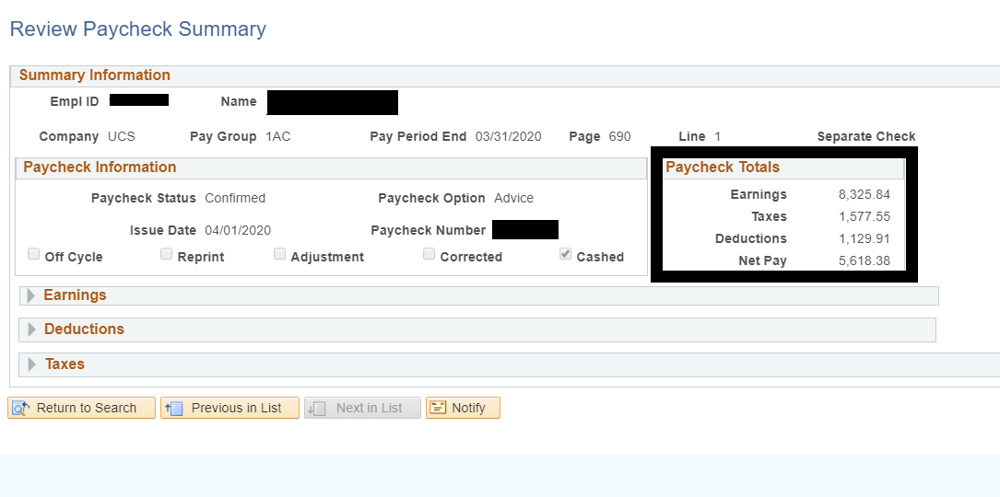 Review Paycheck Summary
Summary Information
Empl ID Name
Company UCS Pay Group 1AC Pay Period End 03/31/2020 Page 690 Line 1 Separate Check
Paycheck Information
Paycheck Status Confirmed Paycheck Option Advice
Issue Date 04/01/2020 Paycheck Number
Off Cycle Reprint Adjustment Corrected Cashed
Paycheck Totals
Earnings 8,325.84
Taxes 1,577.55
Deductions 1,129.91
Net Pay 5,618.38
Earnings
Deductions
Taxes
Return to Search Previous in List Next in List Notify